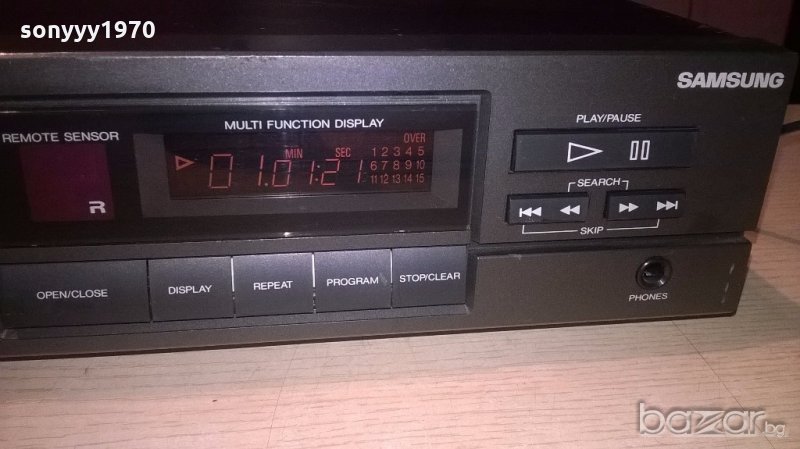 sonyyy1970
SAMSUNG
REMOTE SENSOR
R
MULTI FUNCTION DISPLAY
MIN SEC OVER
01.01:21
1 2 3 4 5
6 7 8 9 10
11 12 13 14 15
PLAY/PAUSE
SEARCH
SKIP
OPEN/CLOSE
DISPLAY
REPEAT
PROGRAM
STOP/CLEAR
PHONES
bazar.bg